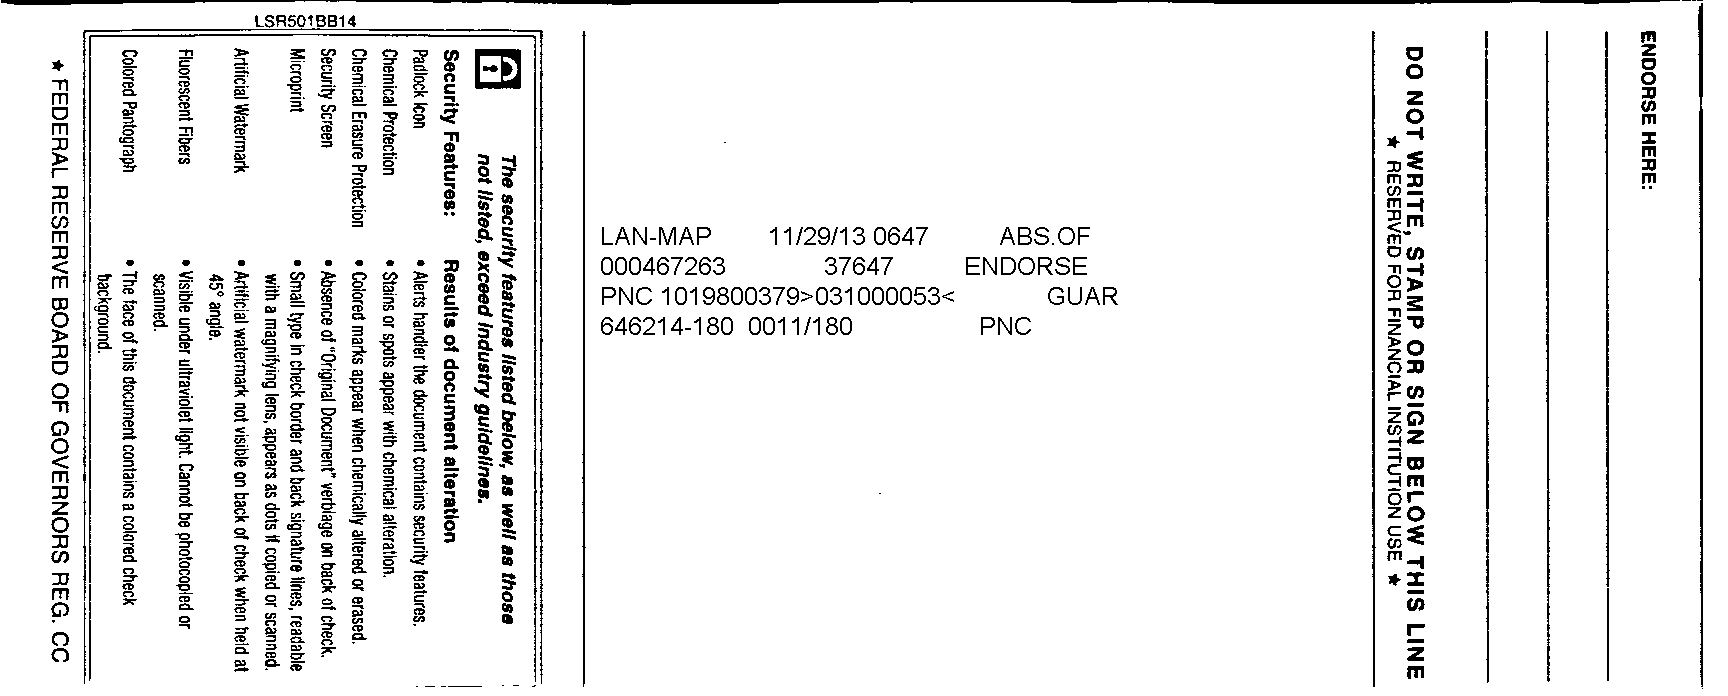 ENDORSE HERE:
DO NOT WRITE, STAMP OR SIGN BELOW THIS LINE
★ RESERVED FOR FINANCIAL INSTITUTION USE ★
LAN-MAP 11/29/13 0647 ABS.OF
000467263 37647 ENDORSE
PNC 1019800379>031000053< GUAR
646214-180 0011/180 PNC
LSR501BB14
The security features listed below, as well as those
not listed, exceed industry guidelines.
Security Features: Results of document alteration
Padlock Icon • Alerts handler the document contains security features.
Chemical Protection • Stains or spots appear with chemical alteration.
Chemical Erasure Protection • Colored marks appear when chemically altered or erased.
Security Screen • Absence of "Original Document" verbiage on back of check.
Microprint • Small type in check border and back signature lines, readable
with a magnifying lens, appears as dots if copied or scanned.
Artificial Watermark • Artificial watermark not visible on back of check when held at
45° angle.
Fluorescent Fibers • Visible under ultraviolet light. Cannot be photocopied or
scanned.
Colored Pantograph • The face of this document contains a colored check
background.
★ FEDERAL RESERVE BOARD OF GOVERNORS REG. CC